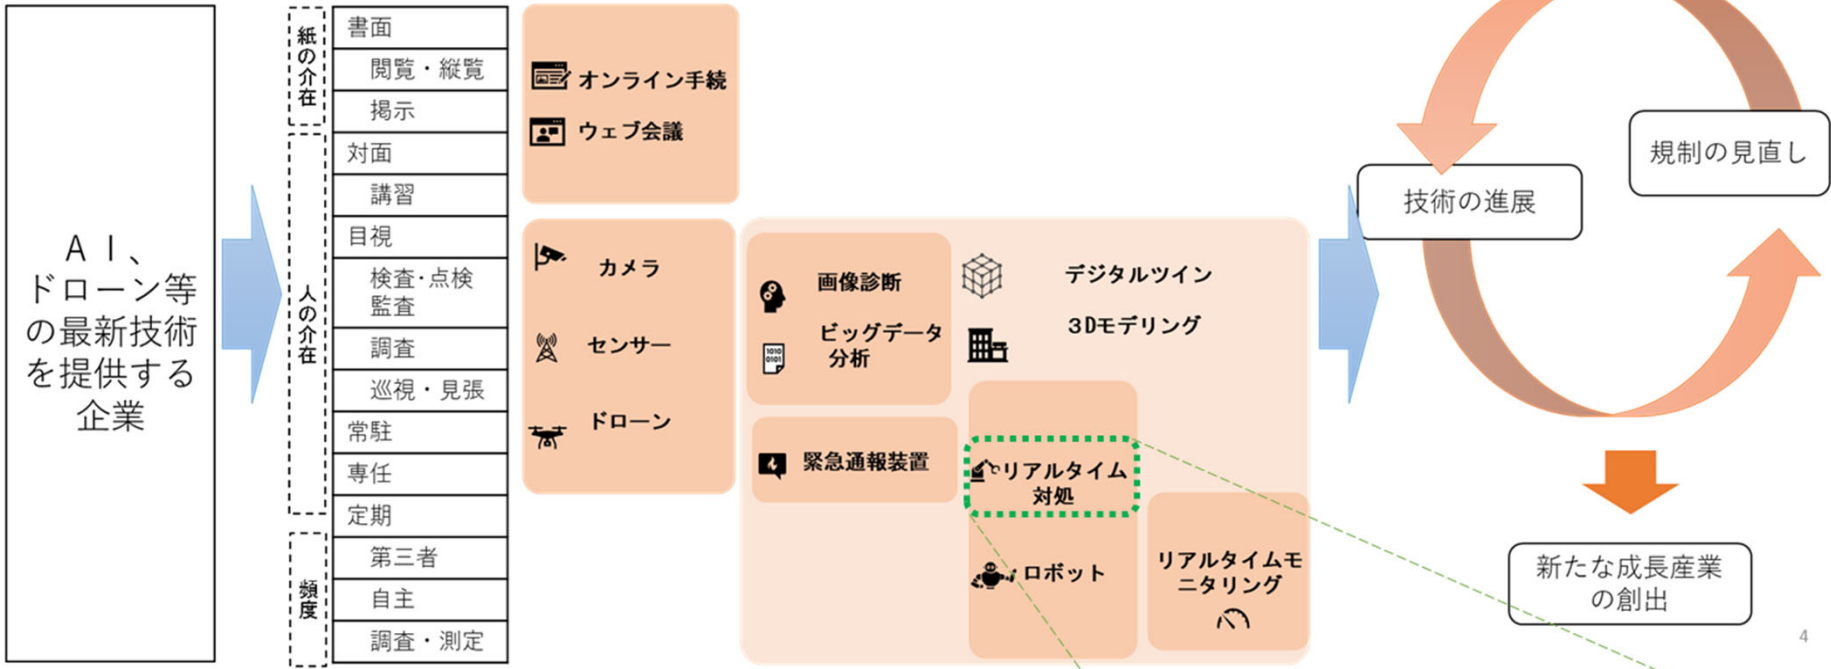 ＡＩ、
ドローン等
の最新技術
を提供する
企業
紙の介在
人の介在
頻度
書面
閲覧・縦覧
掲示
対面
講習
目視
検査・点検
監査
調査
巡視・見張
常駐
専任
定期
第三者
自主
調査・測定
オンライン手続
ウェブ会議
カメラ
センサー
ドローン
画像診断
ビッグデータ
分析
1010
0101
緊急通報装置
デジタルツイン
３Dモデリング
リアルタイム
対処
ロボット
リアルタイムモ
ニタリング
技術の進展
規制の見直し
新たな成長産業
の創出
4